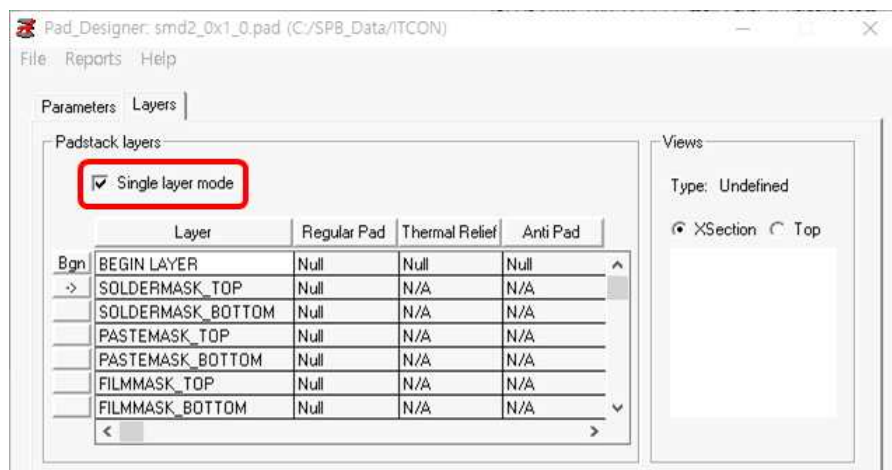 Pad_Designer: smd2_0x1_0.pad (C:/SPB_Data/ITCON)
File Reports Help
Parameters Layers
Padstack layers
Single layer mode
Layer Regular Pad Thermal Relief Anti Pad
Bgn BEGIN LAYER Null Null Null
-> SOLDERMASK_TOP Null N/A N/A
SOLDERMASK_BOTTOM Null N/A N/A
PASTEMASK_TOP Null N/A N/A
PASTEMASK_BOTTOM Null N/A N/A
FILMMASK_TOP Null N/A N/A
FILMMASK_BOTTOM Null N/A N/A
Views
Type: Undefined
XSection Top